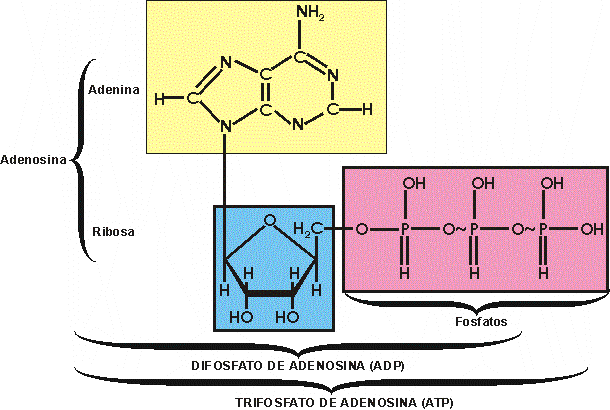 NH₂
N
C
N
Adenina
H
C
C
C
H
C
N
N
Adenosina
OH
OH
OH
Ribosa
O
H₂C
O
P
O~
P
O~
P
OH
H
H
H
H
H
H
H
HO
HO
Fosfatos
DIFOSFATO DE ADENOSINA (ADP)
TRIFOSFATO DE ADENOSINA (ATP)